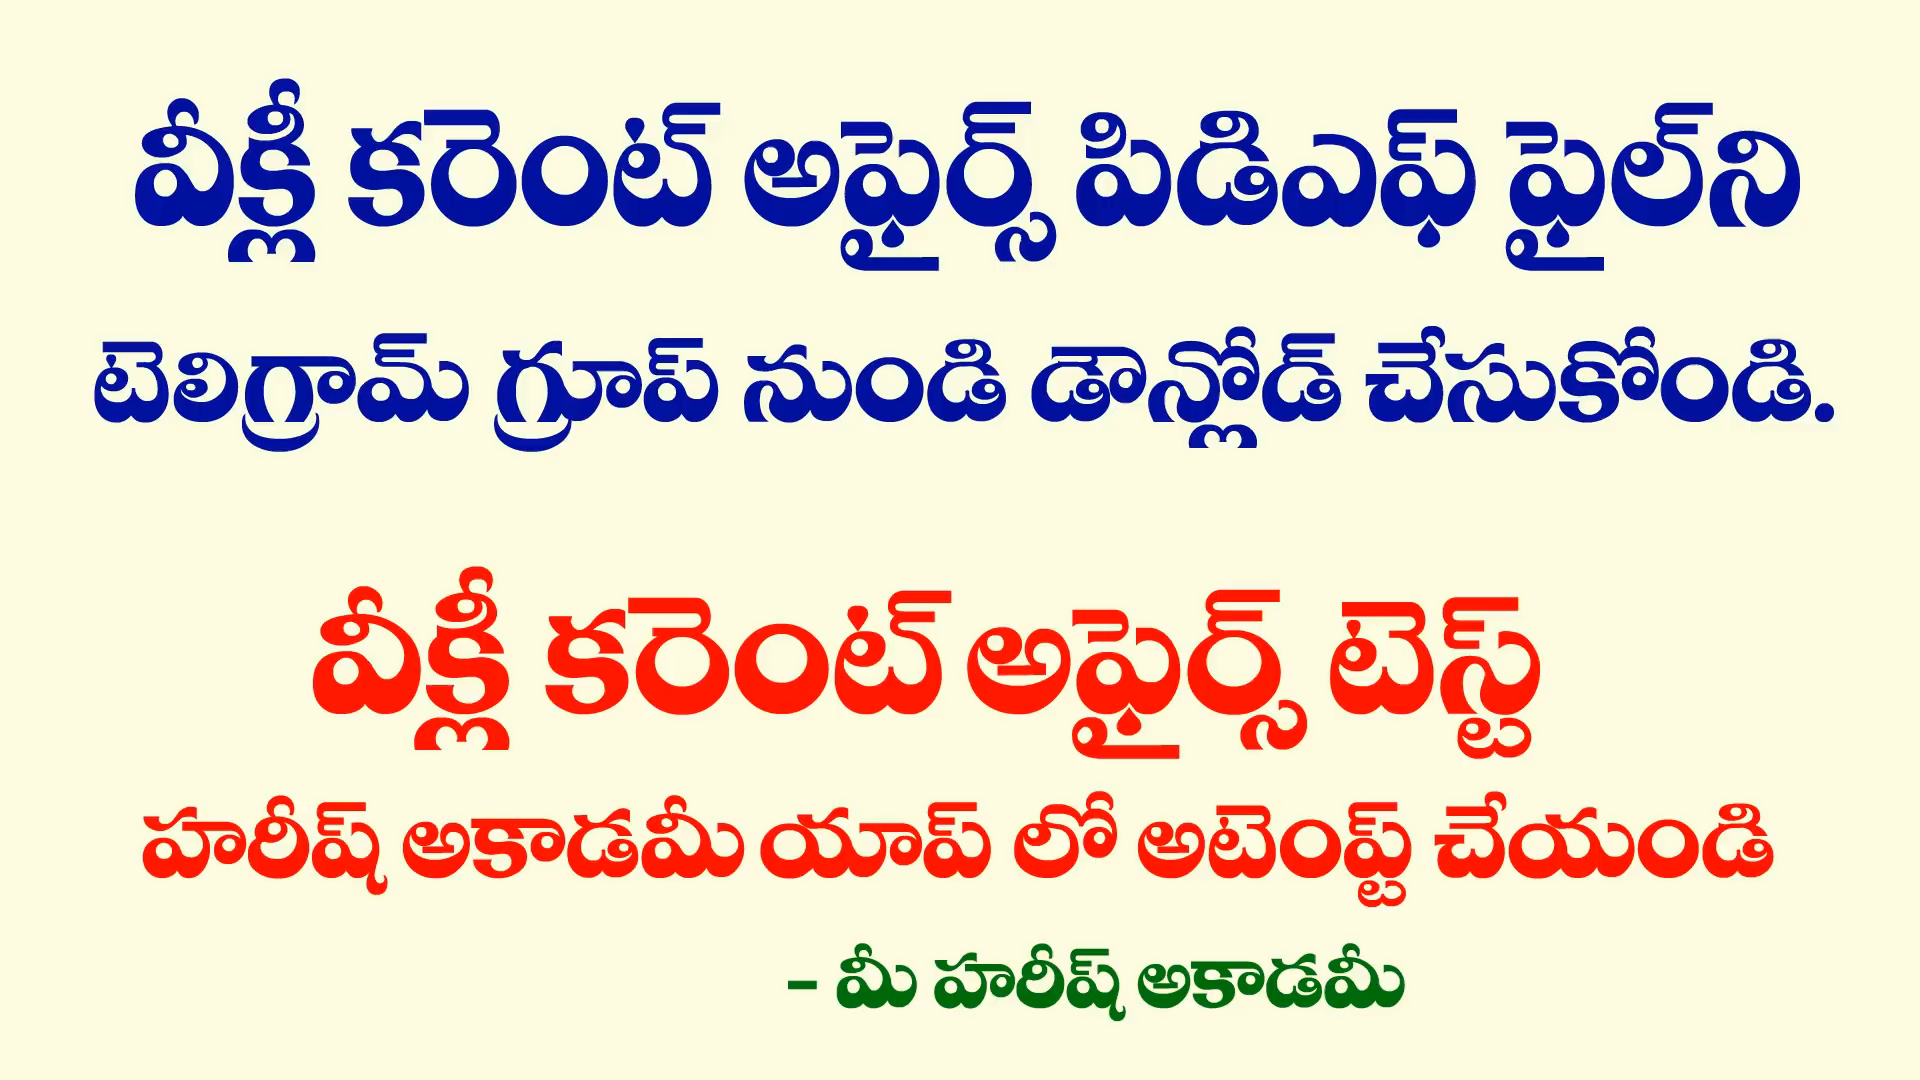 వీక్లీ కరెంట్ అఫైర్స్ పిడిఎఫ్ ఫైల్‌ని
టెలిగ్రామ్ గ్రూప్ నుండి డౌన్లోడ్ చేసుకోండి.
వీక్లీ కరెంట్ అఫైర్స్ టెస్ట్
హరీష్ అకాడమీ యాప్ లో అటెంప్ట్ చేయండి
- మీ హరీష్ అకాడమీ